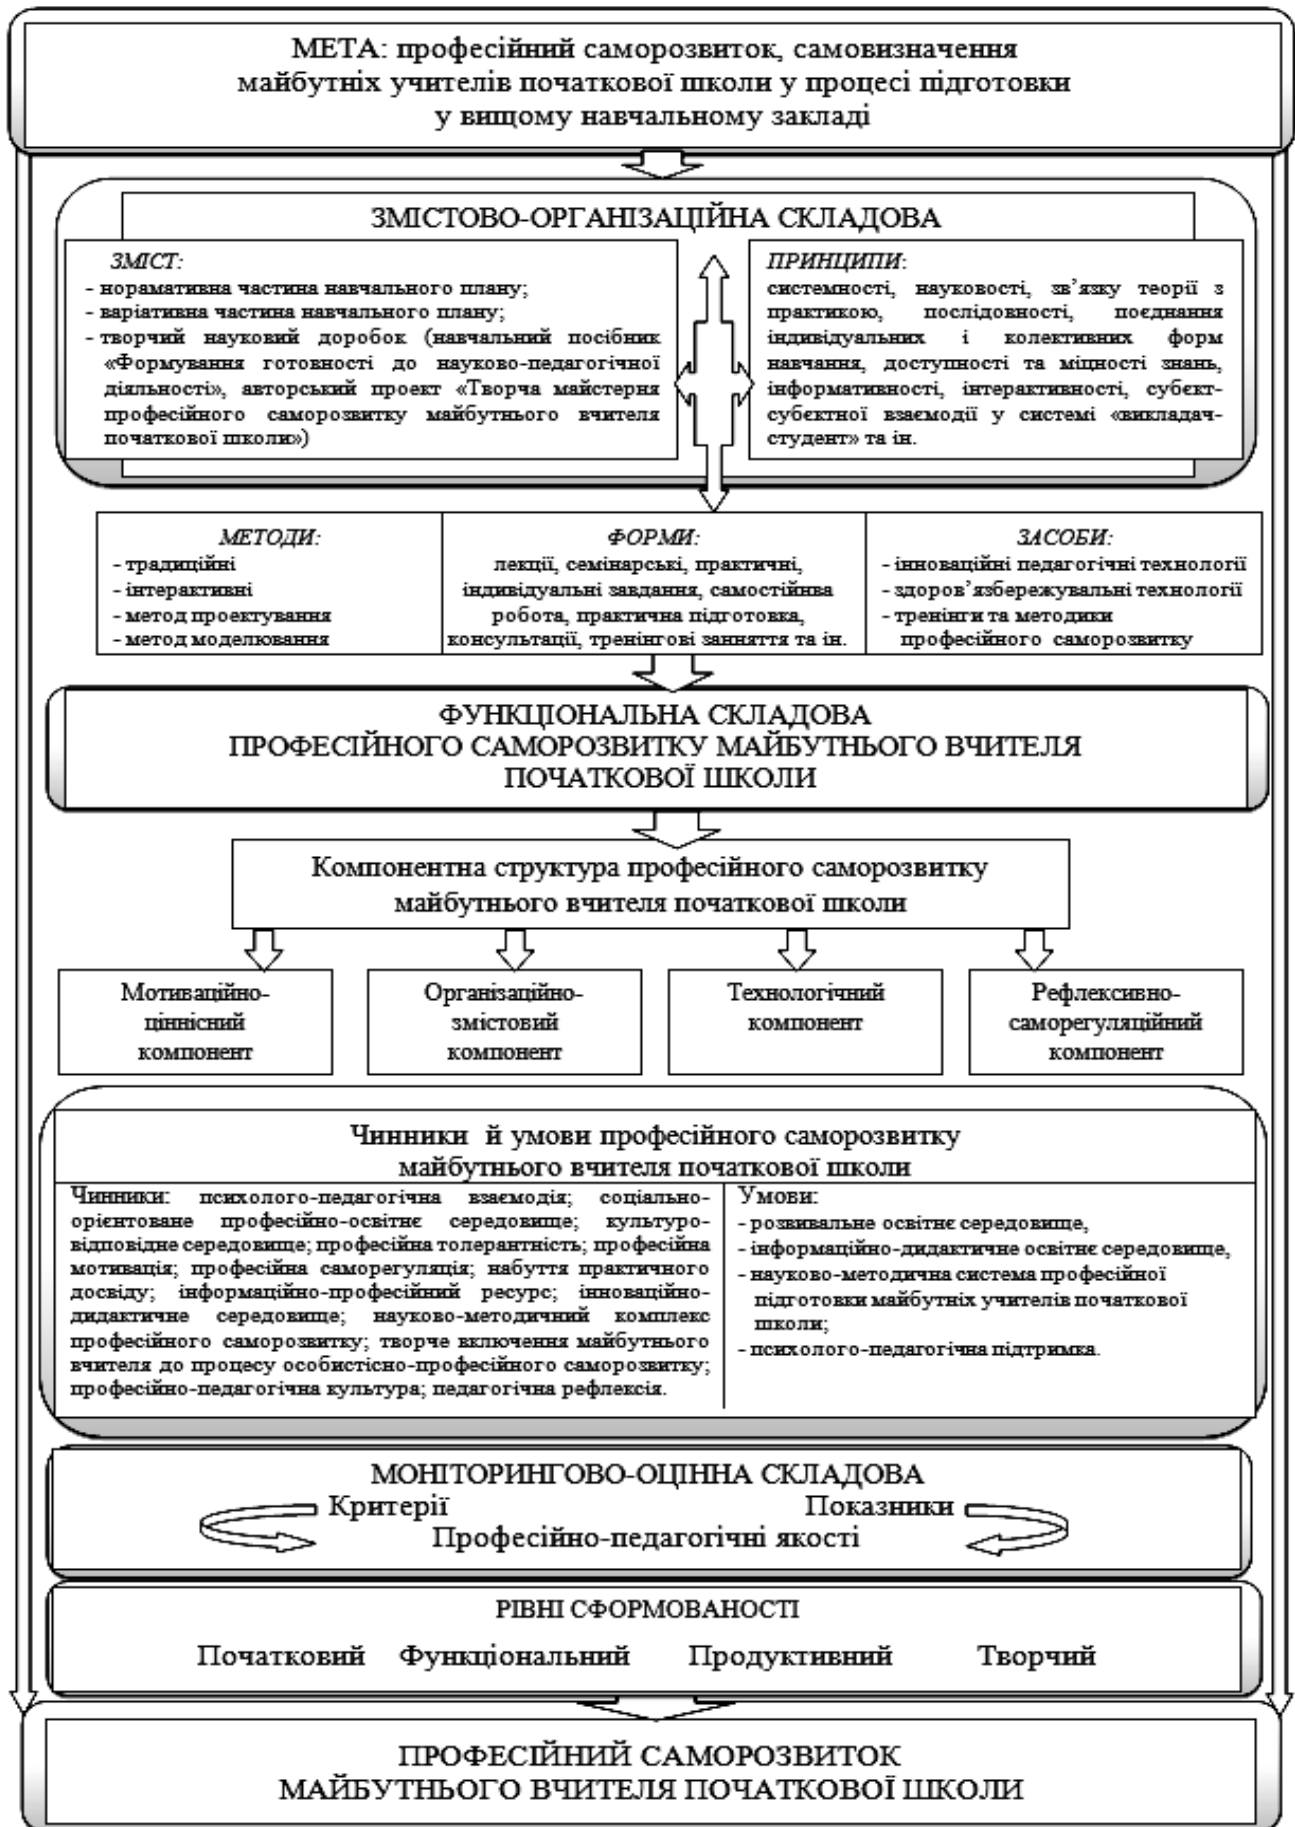 МЕТА: професійний саморозвиток, самовизначення
майбутніх учителів початкової школи у процесі підготовки
у вищому навчальному закладі
ЗМІСТОВО-ОРГАНІЗАЦІЙНА СКЛАДОВА
ЗМІСТ:
- норамативна частина навчального плану;
- варіативна частина навчального плану;
- творчий науковий доробок (навчальний посібник
«Формування готовності до науково-педагогічної
діяльності», авторський проект «Творча майстерня
професійного саморозвитку майбутнього вчителя
початкової школи»)
ПРИНЦИПИ:
системності, науковості, зв’язку теорії з
практикою, послідовності, поєднання
індивідуальних і колективних форм
навчання, доступності та міцності знань,
інформативності, інтерактивності, субєкт-
субєктної взаємодії у системі «викладач-
студент» та ін.
МЕТОДИ:
- традиційні
- інтерактивні
- метод проектування
- метод моделювання
ФОРМИ:
лекції, семінарські, практичні,
індивідуальні завдання, самостійнва
робота, практична підготовка,
консультації, тренінгові заняття та ін.
ЗАСОБИ:
- інноваційні педагогічні технології
- здоров’язбережувальні технології
- тренінги та методики
професійного саморозвитку
ФУНКЦІОНАЛЬНА СКЛАДОВА
ПРОФЕСІЙНОГО САМОРОЗВИТКУ МАЙБУТНЬОГО ВЧИТЕЛЯ
ПОЧАТКОВОЇ ШКОЛИ
Компонентна структура професійного саморозвитку
майбутнього вчителя початкової школи
Мотиваційно-
ціннісний
компонент
Організаційно-
змістовий
компонент
Технологічний
компонент
Рефлексивно-
саморегуляційний
компонент
Чинники й умови професійного саморозвитку
майбутнього вчителя початкової школи
Чинники: психолого-педагогічна взаємодія; соціально-
орієнтоване професійно-освітнє середовище; культуро-
відповідне середовище; професійна толерантність; професійна
мотивація; професійна саморегуляція; набуття практичного
досвіду; інформаційно-професійний ресурс; інноваційно-
дидактичне середовище; науково-методичний комплекс
професійного саморозвитку; творче включення майбутнього
вчителя до процесу особистісно-професійного саморозвитку;
професійно-педагогічна культура; педагогічна рефлексія.
Умови:
- розвивальне освітнє середовище,
- інформаційно-дидактичне освітнє середовище,
- науково-методична система професійної
підготовки майбутніх учителів початкової
школи;
- психолого-педагогічна підтримка.
МОНІТОРИНГОВО-ОЦІННА СКЛАДОВА
Критерії Показники
Професійно-педагогічні якості
РІВНІ СФОРМОВАНОСТІ
Початковий Функціональний Продуктивний Творчий
ПРОФЕСІЙНИЙ САМОРОЗВИТОК
МАЙБУТНЬОГО ВЧИТЕЛЯ ПОЧАТКОВОЇ ШКОЛИ